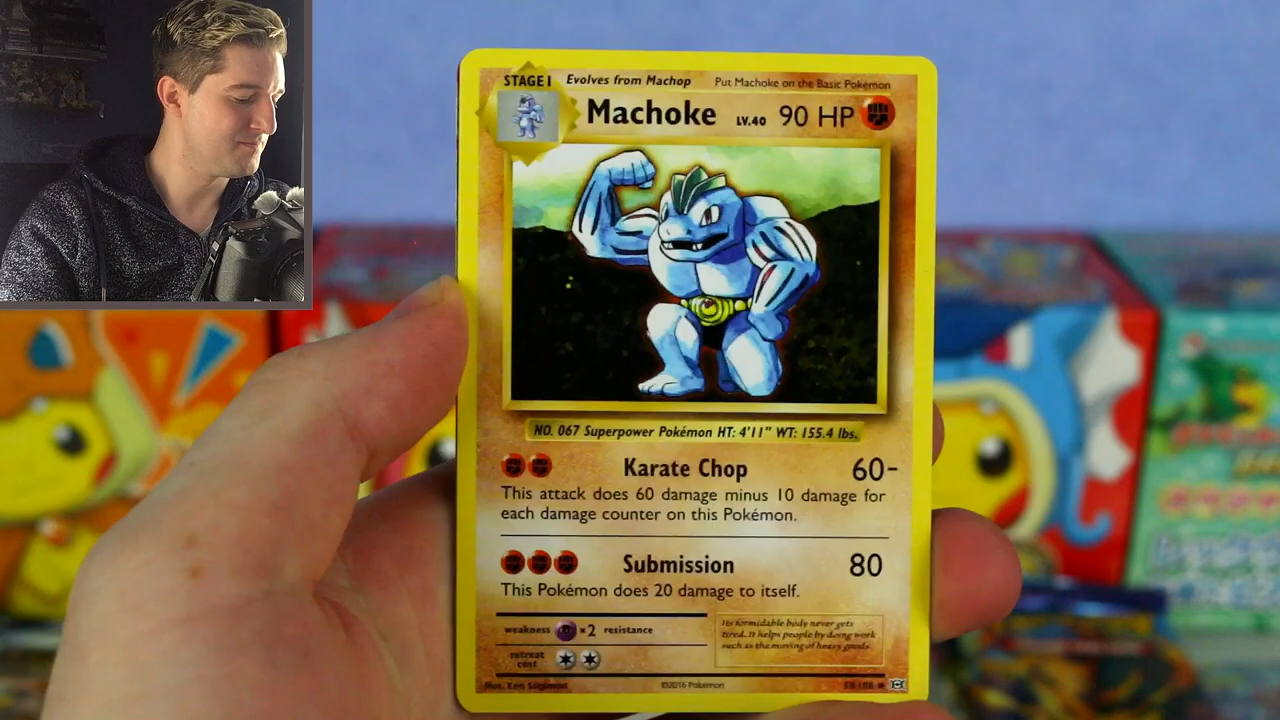 STAGE 1 Evolves from Machop Put Machoke on the Basic Pokémon
Machoke LV.40 90 HP
NO. 067 Superpower Pokémon HT: 4'11" WT: 155.4 lbs.
Karate Chop 60-
This attack does 60 damage minus 10 damage for
each damage counter on this Pokémon.
Submission 80
This Pokémon does 20 damage to itself.
weakness ×2 resistance
retreat
cost
Its formidable body never gets
tired. It helps people by doing work
such as the moving of heavy goods.
Illus. Ken Sugimori ©2016 Pokémon